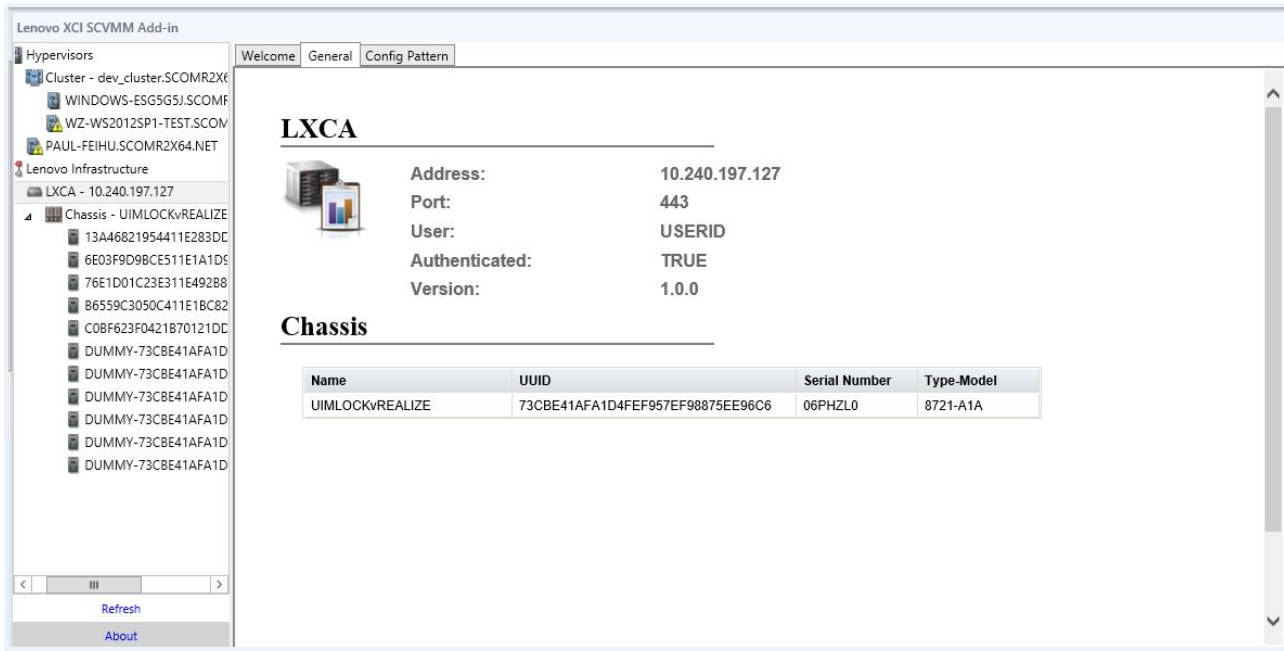 Lenovo XCI SCVMM Add-in
Hypervisors
Cluster - dev_cluster.SCOMR2X6
WINDOWS-ESG5G5J.SCOMR
WZ-WS2012SP1-TEST.SCOM
PAUL-FEIHU.SCOMR2X64.NET
Lenovo Infrastructure
LXCA - 10.240.197.127
Chassis - UIMLOCKvREALIZE
13A46821954411E283DD
6E03F9D9BCE511E1A1D9
76E1D01C23E311E492B8
B6559C3050C411E1BC82
C0BF623F0421B70121DD
DUMMY-73CBE41AFA1D
DUMMY-73CBE41AFA1D
DUMMY-73CBE41AFA1D
DUMMY-73CBE41AFA1D
DUMMY-73CBE41AFA1D
DUMMY-73CBE41AFA1D
Refresh
About
Welcome General Config Pattern
LXCA
Address: 10.240.197.127
Port: 443
User: USERID
Authenticated: TRUE
Version: 1.0.0
Chassis
Name UUID Serial Number Type-Model
UIMLOCKvREALIZE 73CBE41AFA1D4FEF957EF98875EE96C6 06PHZL0 8721-A1A